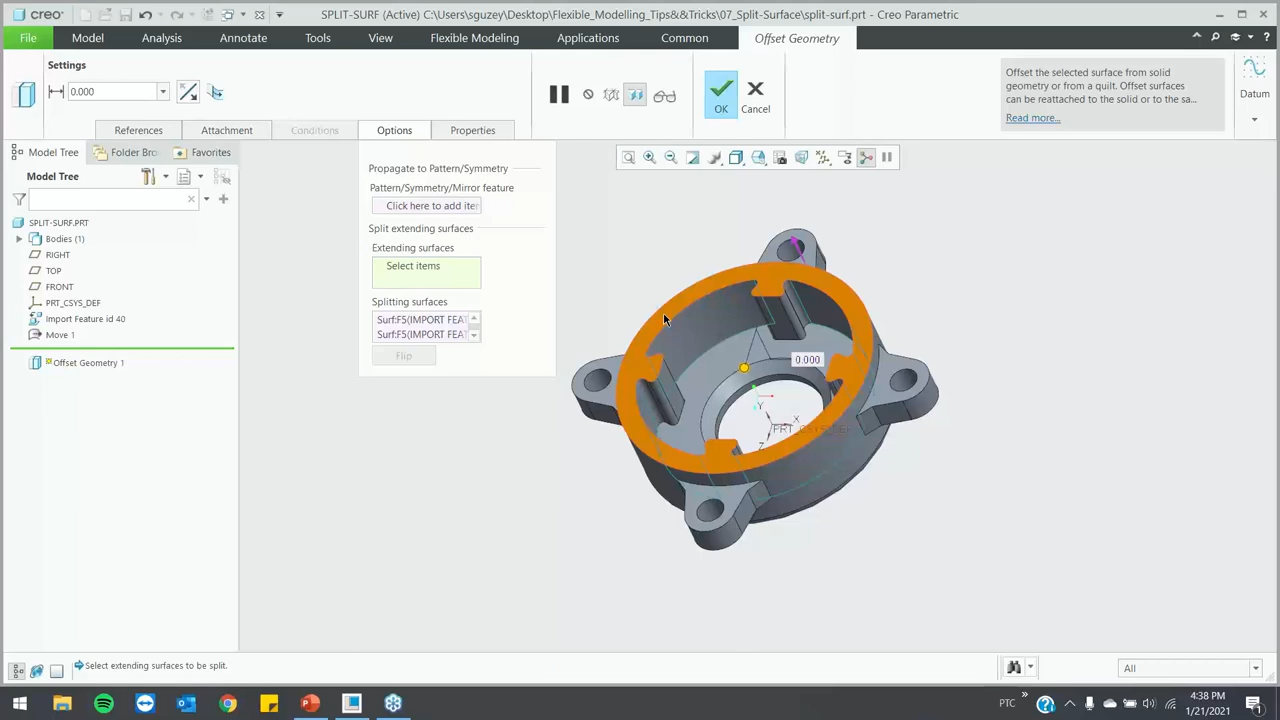 creo
SPLIT-SURF (Active) C:\Users\sguzey\Desktop\Flexible_Modelling_Tips&&Tricks\07_Split-Surface\split-surf.prt - Creo Parametric
File Model Analysis Annotate Tools View Flexible Modeling Applications Common Offset Geometry
Settings
0.000
OK
Cancel
Offset the selected surface from solid
geometry or from a quilt. Offset surfaces
can be reattached to the solid or to the sa...
Read more...
Datum
References Attachment Conditions Options Properties
Model Tree Folder Bro Favorites
Model Tree
SPLIT-SURF.PRT
Bodies (1)
RIGHT
TOP
FRONT
PRT_CSYS_DEF
Import Feature id 40
Move 1
Offset Geometry 1
Propagate to Pattern/Symmetry
Pattern/Symmetry/Mirror feature
Click here to add iter
Split extending surfaces
Extending surfaces
Select items
Splitting surfaces
Surf:F5(IMPORT FEAT
Surf:F5(IMPORT FEAT
Flip
0.000
Y
X
PRT_CSYS_DEF
Z
Select extending surfaces to be split.
All
PTC
4:38 PM
1/21/2021
1